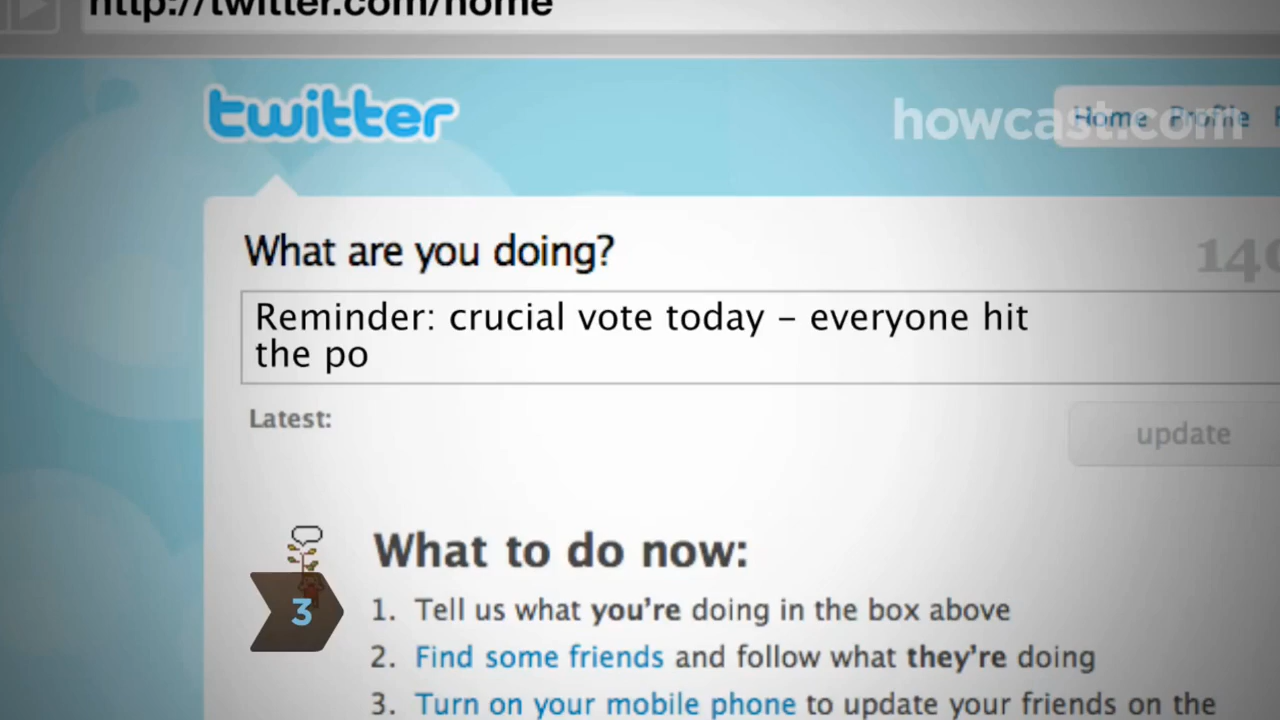 http://twitter.com/home
twitter
howcast.com
Home Profile
What are you doing?
140
Reminder: crucial vote today – everyone hit
the po
Latest:
update
What to do now:
3
1. Tell us what you're doing in the box above
2. Find some friends and follow what they're doing
3. Turn on your mobile phone to update your friends on the